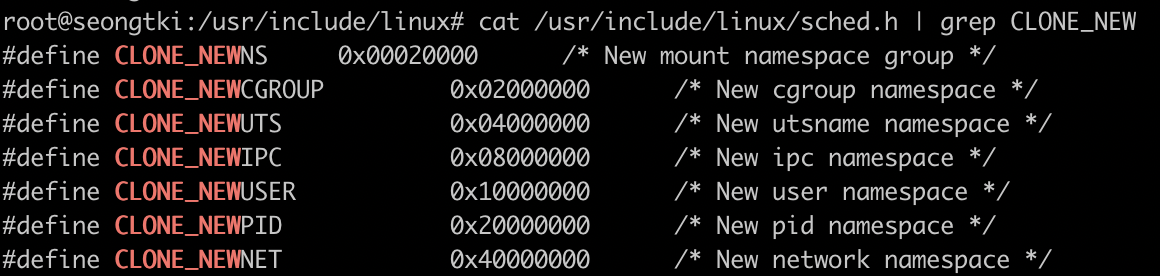 root@seongtki:/usr/include/linux# cat /usr/include/linux/sched.h | grep CLONE_NEW
#define CLONE_NEWNS 0x00020000 /* New mount namespace group */
#define CLONE_NEWCGROUP 0x02000000 /* New cgroup namespace */
#define CLONE_NEWUTS 0x04000000 /* New utsname namespace */
#define CLONE_NEWIPC 0x08000000 /* New ipc namespace */
#define CLONE_NEWUSER 0x10000000 /* New user namespace */
#define CLONE_NEWPID 0x20000000 /* New pid namespace */
#define CLONE_NEWNET 0x40000000 /* New network namespace */